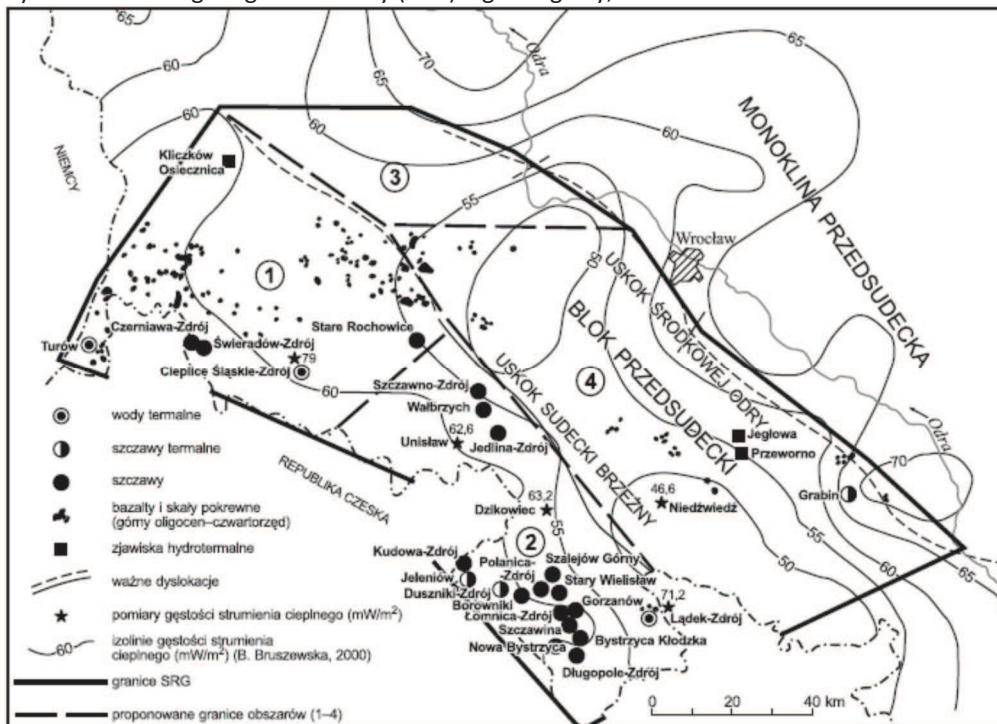 65
60
65
70
Odra
65
60
60
60
NIEMCY
Kliczków
Osiecznica
3
55
MONOKLINA PRZEDSUDECKA
Wrocław
50
1
USKOK ŚRODKOWEJ ODRY
BLOK PRZEDSUDECKI
Czerniawa-Zdrój
Stare Rochowice
Turów
Świeradów-Zdrój
79
Cieplice Śląskie-Zdrój
4
USKOK SUDECKI BRZEŻNY
60
Szczawno-Zdrój
Wałbrzych
62,6
Unisław
Jedlina-Zdrój
Odra
Jegłowa
Przeworno
70
REPUBLIKA CZESKA
63,2
Dzikowiec
46,6
Niedźwiedź
Grabin
55
2
50
55
60
65
Kudowa-Zdrój
Polanica-
Zdrój
Szalejów Górny
Jeleniów
Stary Wielisław
Duszniki-Zdrój
Borowniki
Gorzanów
71,2
Łomnica-Zdrój
Lądek-Zdrój
Szczawina
Bystrzyca Kłodzka
Nowa Bystrzyca
Długopole-Zdrój
0 20 40 km
wody termalne
szczawy termalne
szczawy
bazalty i skały pokrewne
(górny oligocen–czwartorzęd)
zjawiska hydrotermalne
ważne dyslokacje
pomiary gęstości strumienia cieplnego (mW/m²)
60
izolinie gęstości strumienia
cieplnego (mW/m²) (B. Bruszewska, 2000)
granice SRG
proponowane granice obszarów (1–4)